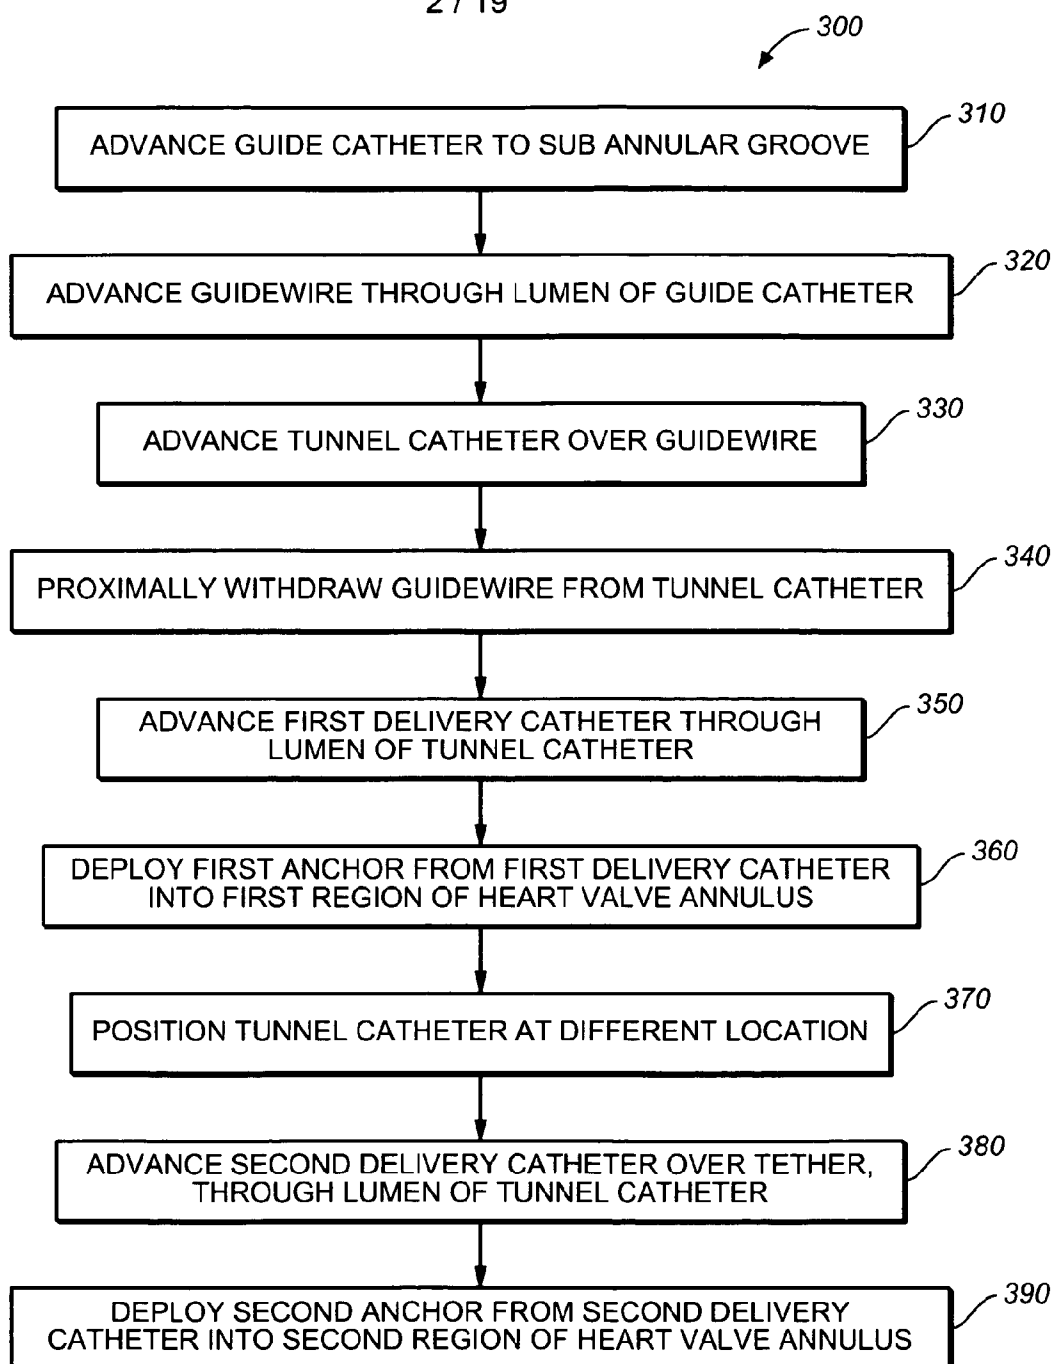 2 / 19
300
310
ADVANCE GUIDE CATHETER TO SUB ANNULAR GROOVE
320
ADVANCE GUIDEWIRE THROUGH LUMEN OF GUIDE CATHETER
330
ADVANCE TUNNEL CATHETER OVER GUIDEWIRE
340
PROXIMALLY WITHDRAW GUIDEWIRE FROM TUNNEL CATHETER
350
ADVANCE FIRST DELIVERY CATHETER THROUGH
LUMEN OF TUNNEL CATHETER
360
DEPLOY FIRST ANCHOR FROM FIRST DELIVERY CATHETER
INTO FIRST REGION OF HEART VALVE ANNULUS
370
POSITION TUNNEL CATHETER AT DIFFERENT LOCATION
380
ADVANCE SECOND DELIVERY CATHETER OVER TETHER,
THROUGH LUMEN OF TUNNEL CATHETER
390
DEPLOY SECOND ANCHOR FROM SECOND DELIVERY
CATHETER INTO SECOND REGION OF HEART VALVE ANNULUS